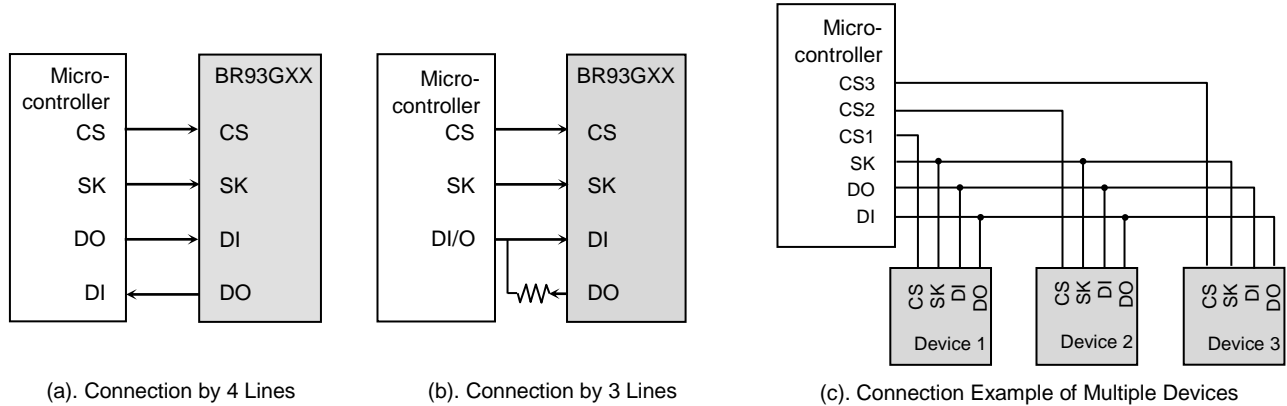 Micro-
controller
CS
SK
DO
DI
BR93GXX
CS
SK
DI
DO
(a). Connection by 4 Lines
Micro-
controller
CS
SK
DI/O
BR93GXX
CS
SK
DI
DO
(b). Connection by 3 Lines
Micro-
controller
CS3
CS2
CS1
SK
DO
DI
CS
SK
DI
DO
Device 1
CS
SK
DI
DO
Device 2
CS
SK
DI
DO
Device 3
(c). Connection Example of Multiple Devices